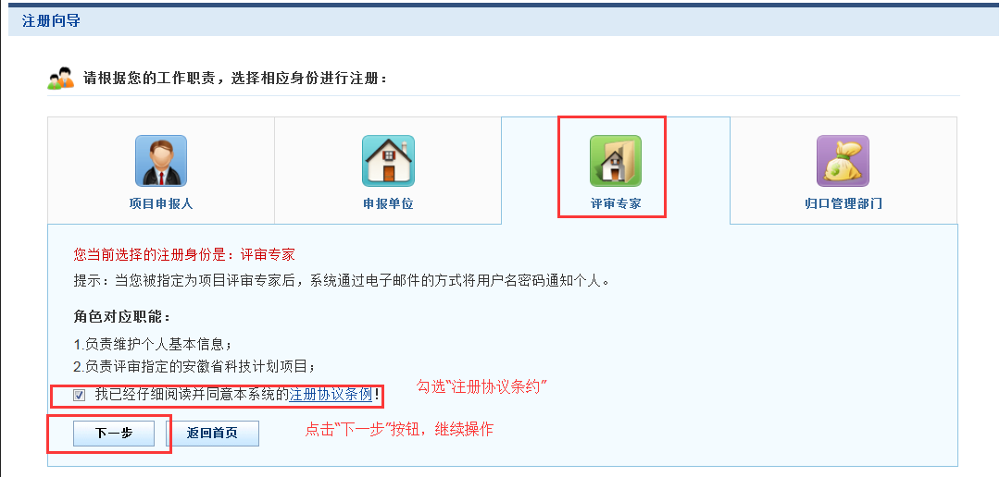 注册向导
请根据您的工作职责，选择相应身份进行注册：
项目申报人
申报单位
评审专家
归口管理部门
您当前选择的注册身份是：评审专家
提示：当您被指定为项目评审专家后，系统通过电子邮件的方式将用户名密码通知个人。
角色对应职能：
1.负责维护个人基本信息；
2.负责评审指定的安徽省科技计划项目；
我已经仔细阅读并同意本系统的注册协议条例！
勾选“注册协议条约”
下一步
返回首页
点击“下一步”按钮，继续操作